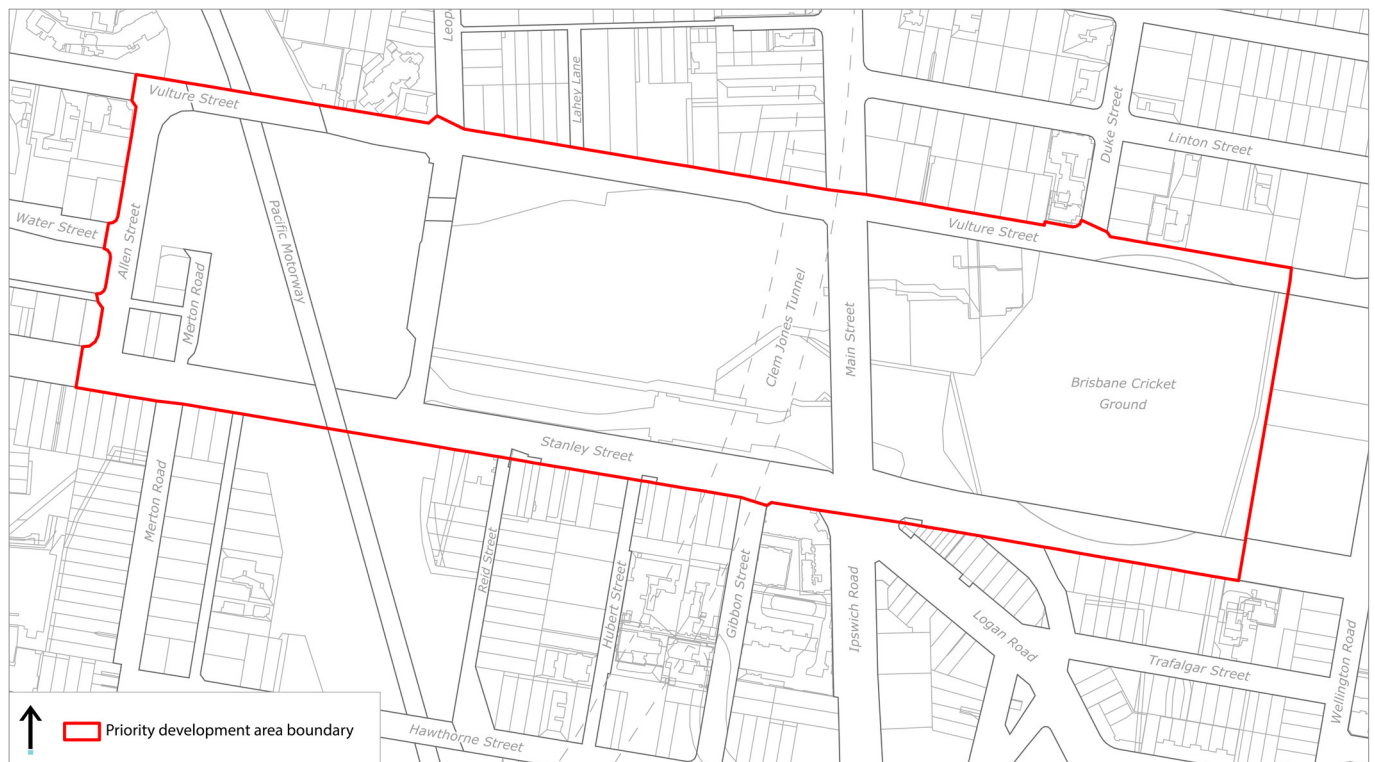 Leop
Vulture Street
Lahey Lane
Duke Street
Linton Street
Water Street
Allen Street
Pacific Motorway
Merton Road
Vulture Street
Clem Jones Tunnel
Main Street
Brisbane Cricket
Ground
Stanley Street
Merton Road
Reid Street
Hubert Street
Gibbon Street
Ipswich Road
Logan Road
Trafalgar Street
Wellington Road
Hawthorne Street
Priority development area boundary